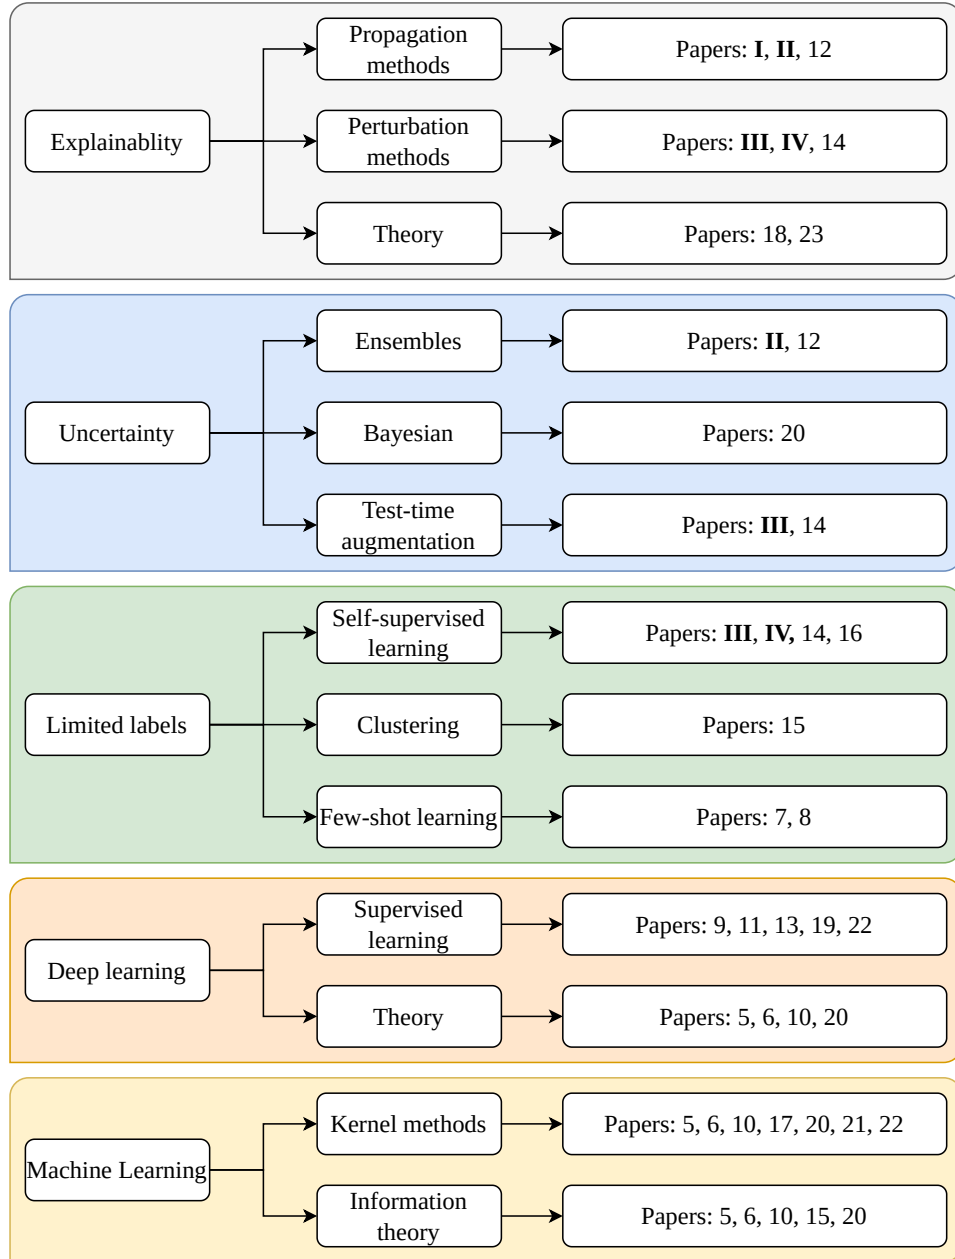 Explainablity
Propagation
methods
Papers: I, II, 12
Perturbation
methods
Papers: III, IV, 14
Theory
Papers: 18, 23
Uncertainty
Ensembles
Papers: II, 12
Bayesian
Papers: 20
Test-time
augmentation
Papers: III, 14
Limited labels
Self-supervised
learning
Papers: III, IV, 14, 16
Clustering
Papers: 15
Few-shot learning
Papers: 7, 8
Deep learning
Supervised
learning
Papers: 9, 11, 13, 19, 22
Theory
Papers: 5, 6, 10, 20
Machine Learning
Kernel methods
Papers: 5, 6, 10, 17, 20, 21, 22
Information
theory
Papers: 5, 6, 10, 15, 20